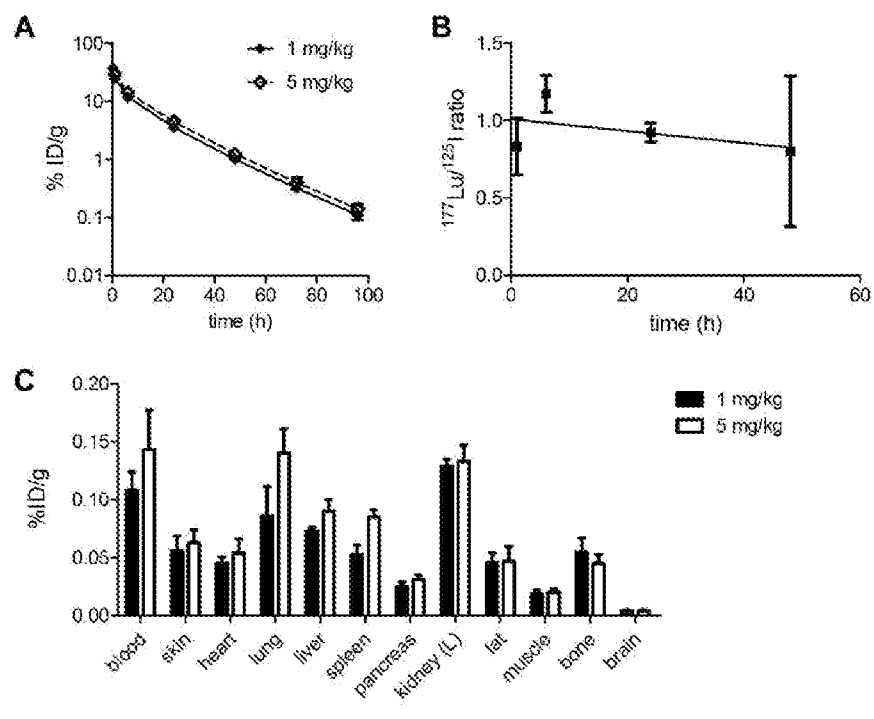 A
100
10
1
0.1
0.01
% ID/g
0 20 40 60 80 100
time (h)
1 mg/kg
5 mg/kg
B
1.5
1.0
0.5
0.0
177Lu/125I ratio
0 20 40 60
time (h)
C
0.20
0.15
0.10
0.05
0.00
%ID/g
1 mg/kg
5 mg/kg
blood
skin
heart
lung
liver
spleen
pancreas
kidney (L)
fat
muscle
bone
brain